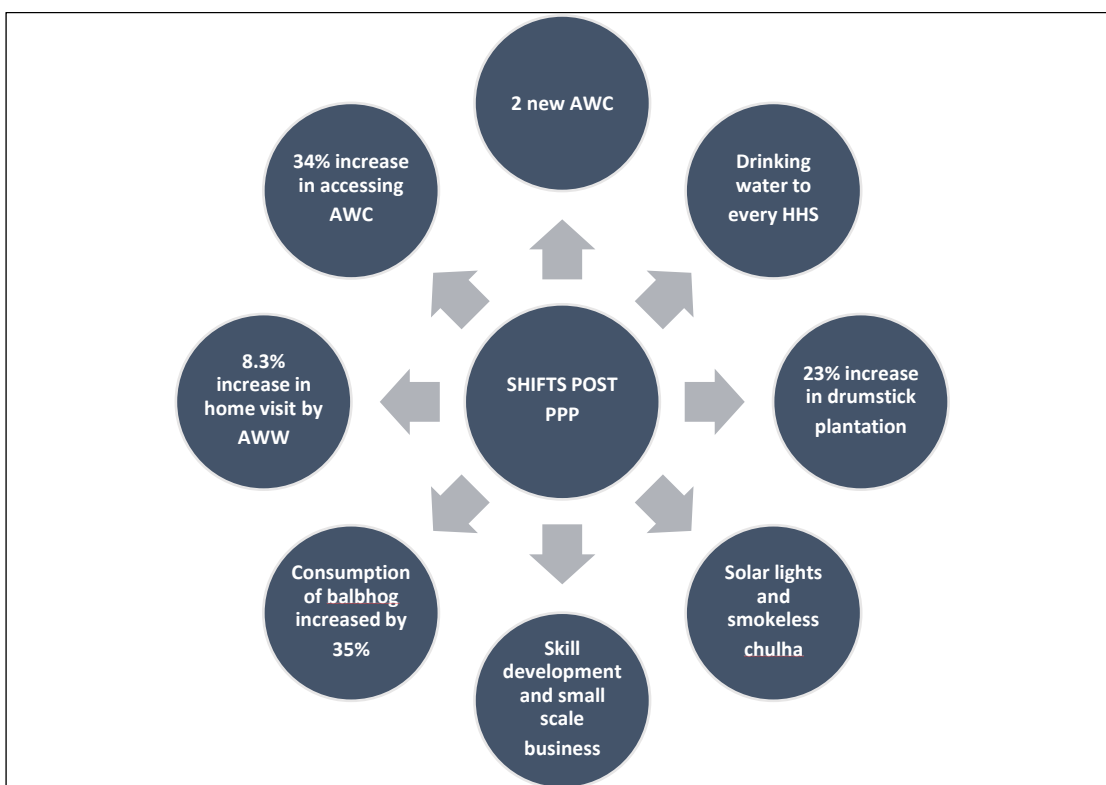 2 new AWC
34% increase
in accessing
AWC
Drinking
water to
every HHS
8.3%
increase in
home visit by
AWW
SHIFTS POST
PPP
23% increase
in drumstick
plantation
Consumption
of balbhog
increased by
35%
Solar lights
and
smokeless
chulha
Skill
development
and small
scale
business